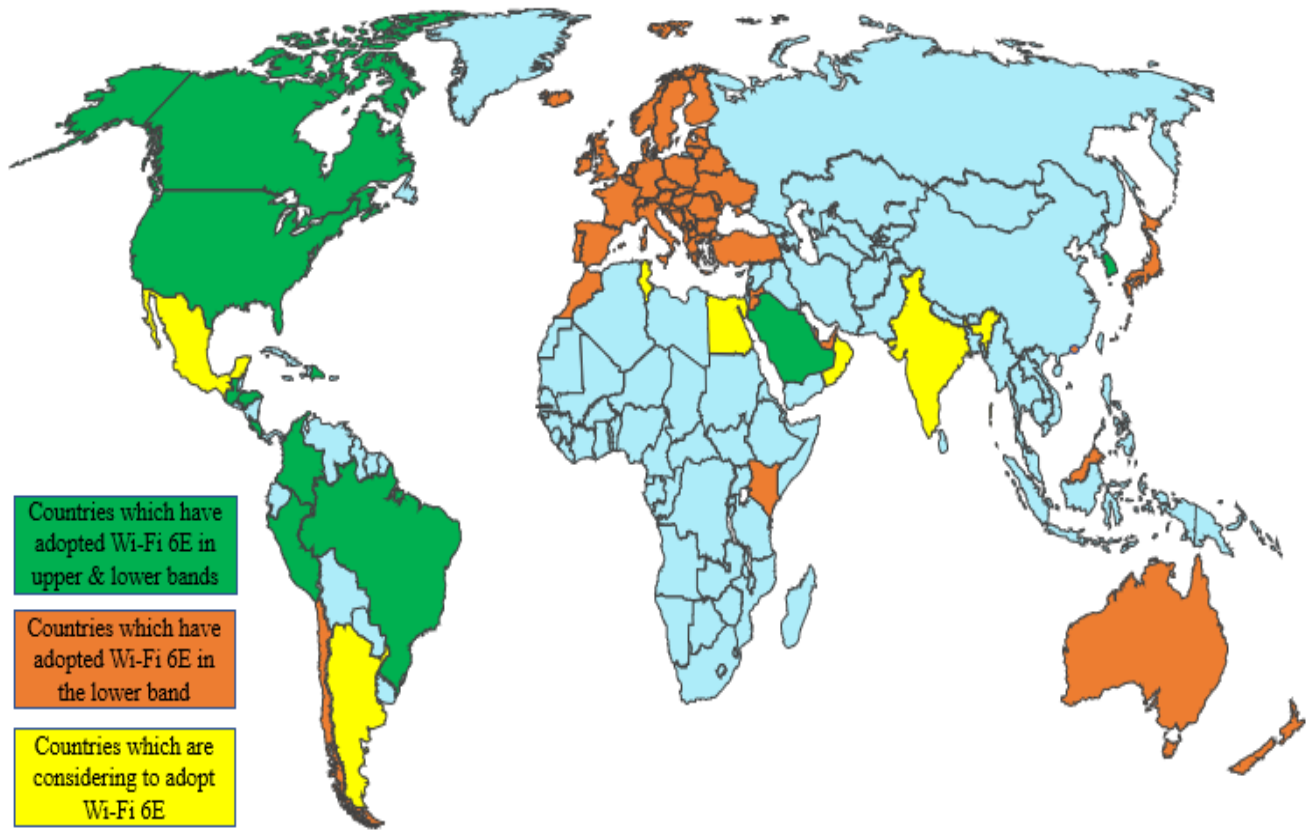 Countries which have
adopted Wi-Fi 6E in
upper & lower bands
Countries which have
adopted Wi-Fi 6E in
the lower band
Countries which are
considering to adopt
Wi-Fi 6E